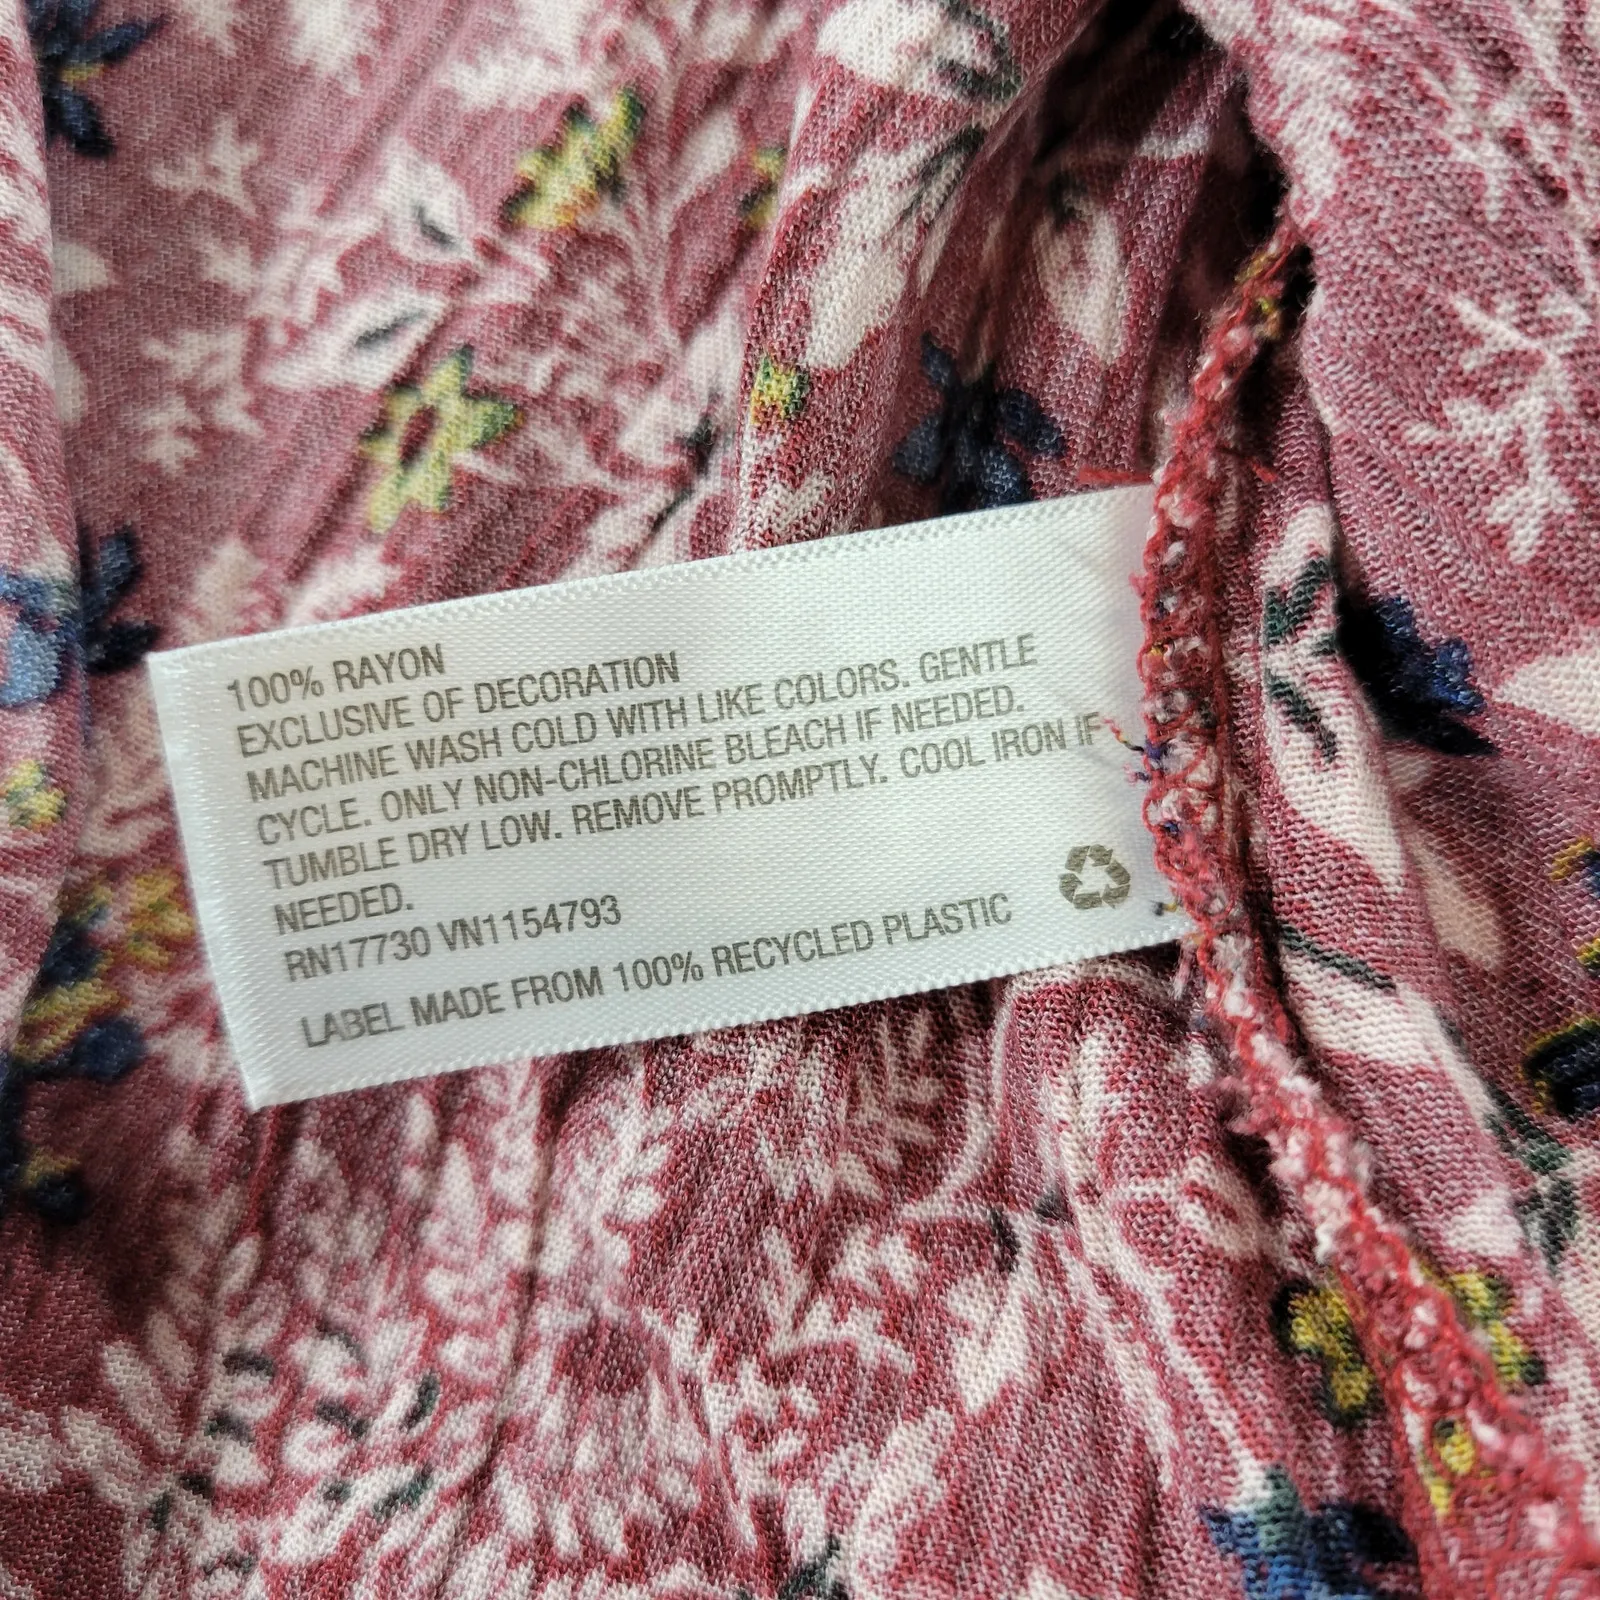 100% RAYON
EXCLUSIVE OF DECORATION
MACHINE WASH COLD WITH LIKE COLORS. GENTLE
CYCLE. ONLY NON-CHLORINE BLEACH IF NEEDED.
TUMBLE DRY LOW. REMOVE PROMPTLY. COOL IRON IF
NEEDED.
RN17730 VN1154793
LABEL MADE FROM 100% RECYCLED PLASTIC